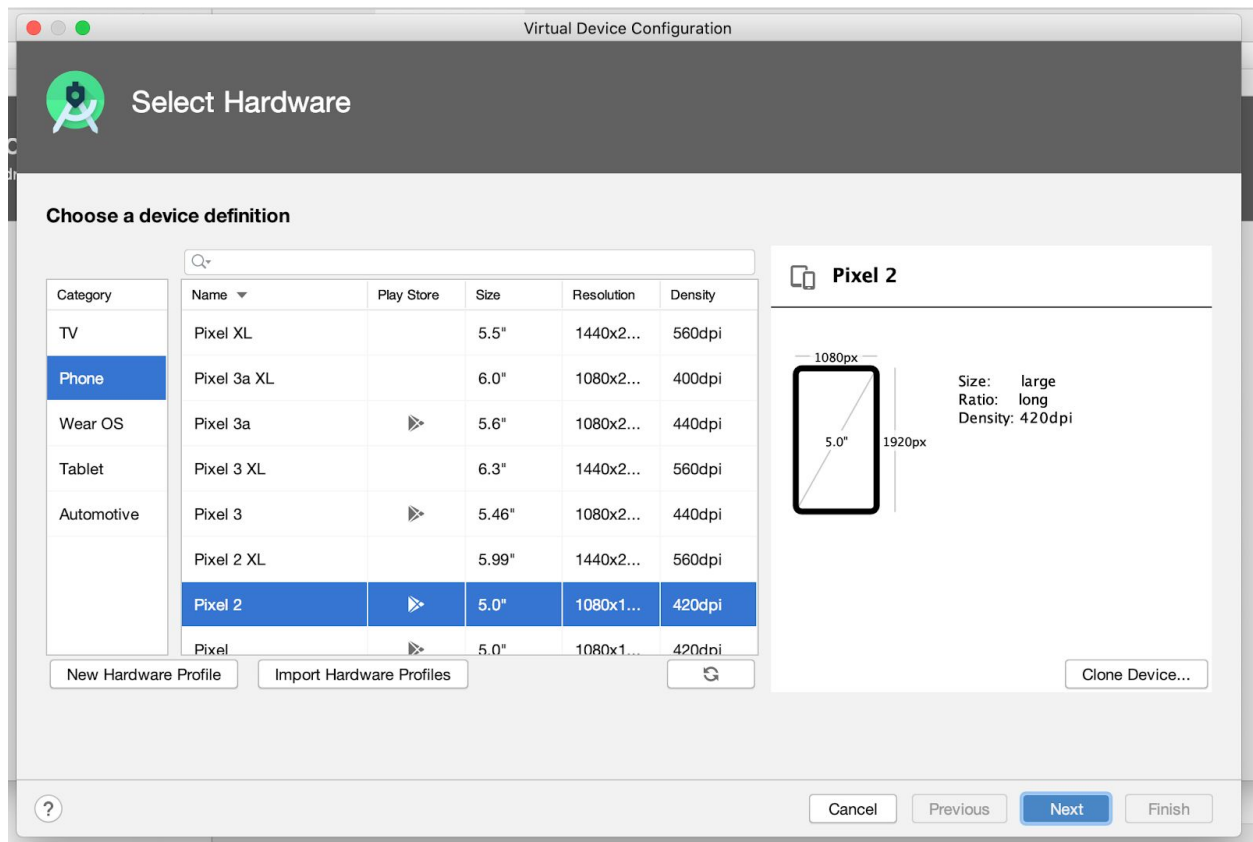 Virtual Device Configuration
Select Hardware
Choose a device definition
Category
TV
Phone
Wear OS
Tablet
Automotive
Name Play Store Size Resolution Density
Pixel XL 5.5" 1440x2... 560dpi
Pixel 3a XL 6.0" 1080x2... 400dpi
Pixel 3a 5.6" 1080x2... 440dpi
Pixel 3 XL 6.3" 1440x2... 560dpi
Pixel 3 5.46" 1080x2... 440dpi
Pixel 2 XL 5.99" 1440x2... 560dpi
Pixel 2 5.0" 1080x1... 420dpi
Pixel 5.0" 1080x1... 420dpi
New Hardware Profile Import Hardware Profiles
Pixel 2
1080px
5.0"
1920px
Size: large
Ratio: long
Density: 420dpi
Clone Device...
? Cancel Previous Next Finish